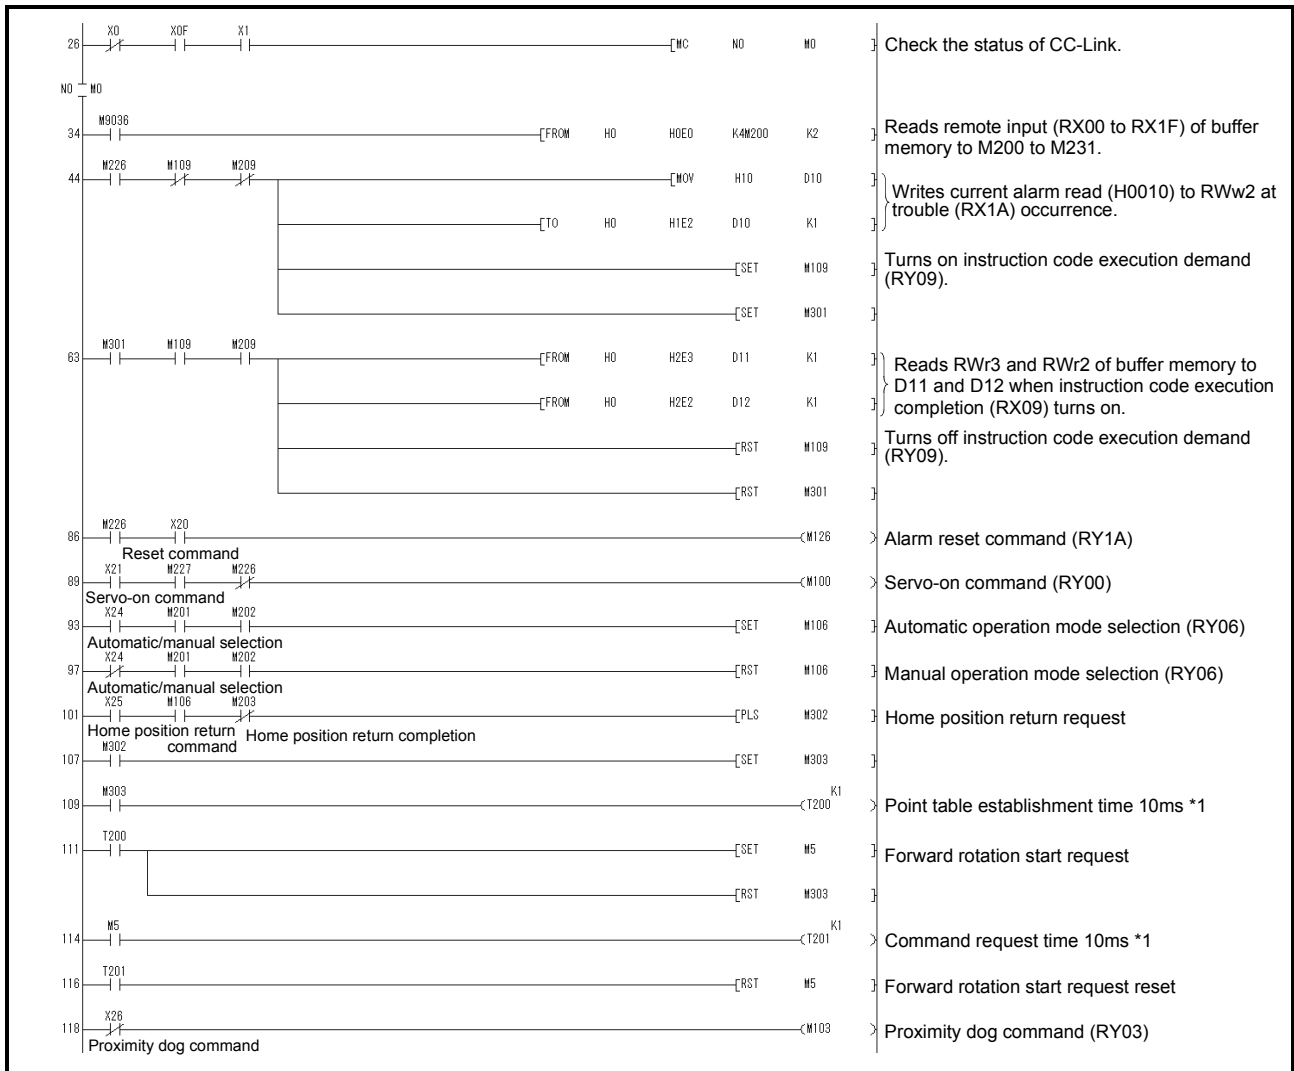 X0 X0F X1
26 [MC N0 M0 ] Check the status of CC-Link.
N0 M0
M9036
34 [FROM H0 H0E0 K4M200 K2 ] Reads remote input (RX00 to RX1F) of buffer
memory to M200 to M231.
M226 M109 M209
44 [MOV H10 D10 ] Writes current alarm read (H0010) to RWw2 at
trouble (RX1A) occurrence.
[TO H0 H1E2 D10 K1 ]
[SET M109 ] Turns on instruction code execution demand
(RY09).
[SET M301 ]
M301 M109 M209
63 [FROM H0 H2E3 D11 K1 ] Reads RWr3 and RWr2 of buffer memory to
D11 and D12 when instruction code execution
completion (RX09) turns on.
[FROM H0 H2E2 D12 K1 ]
[RST M109 ] Turns off instruction code execution demand
(RY09).
[RST M301 ]
M226 X20
86 (M126 ) Alarm reset command (RY1A)
Reset command
X21 M227 M226
89 (M100 ) Servo-on command (RY00)
Servo-on command
X24 M201 M202
93 [SET M106 ] Automatic operation mode selection (RY06)
Automatic/manual selection
X24 M201 M202
97 [RST M106 ] Manual operation mode selection (RY06)
Automatic/manual selection
X25 M106 M203
101 [PLS M302 ] Home position return request
Home position return command Home position return completion
M302
107 [SET M303 ]
M303 K1
109 (T200 ) Point table establishment time 10ms *1
T200
111 [SET M5 ] Forward rotation start request
[RST M303 ]
M5 K1
114 (T201 ) Command request time 10ms *1
T201
116 [RST M5 ] Forward rotation start request reset
X26
118 (M103 ) Proximity dog command (RY03)
Proximity dog command